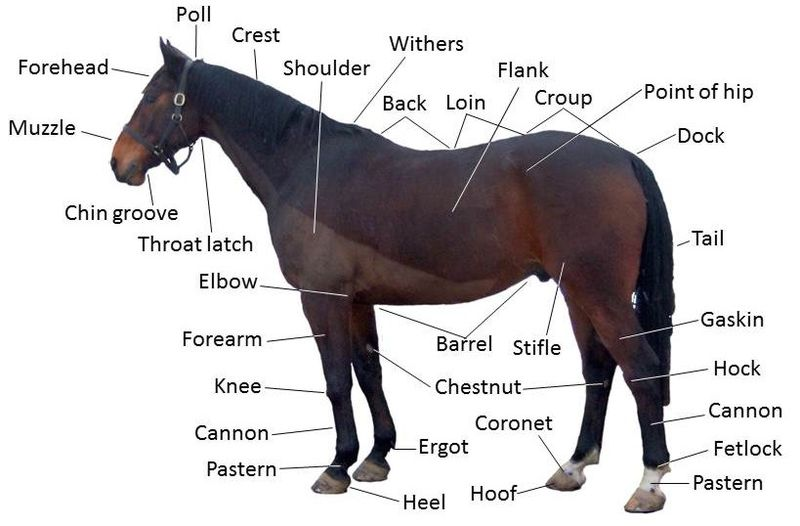 Poll
Crest
Withers
Forehead
Shoulder
Flank
Back
Loin
Croup
Point of hip
Muzzle
Dock
Chin groove
Throat latch
Tail
Elbow
Gaskin
Forearm
Barrel
Stifle
Hock
Knee
Chestnut
Cannon
Coronet
Cannon
Ergot
Fetlock
Pastern
Heel
Hoof
Pastern